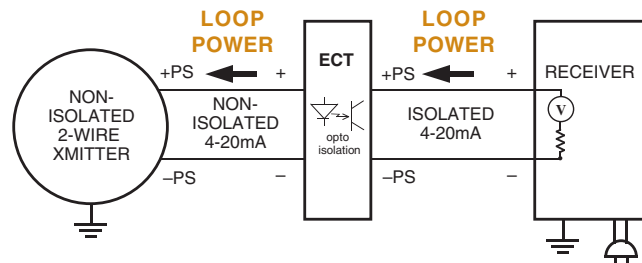 LOOP
POWER
LOOP
POWER
+PS
+
ECT
+PS
+
RECEIVER
NON-
ISOLATED
2-WIRE
XMITTER
NON-
ISOLATED
4-20mA
opto
isolation
ISOLATED
4-20mA
V
–PS
–
–PS
–